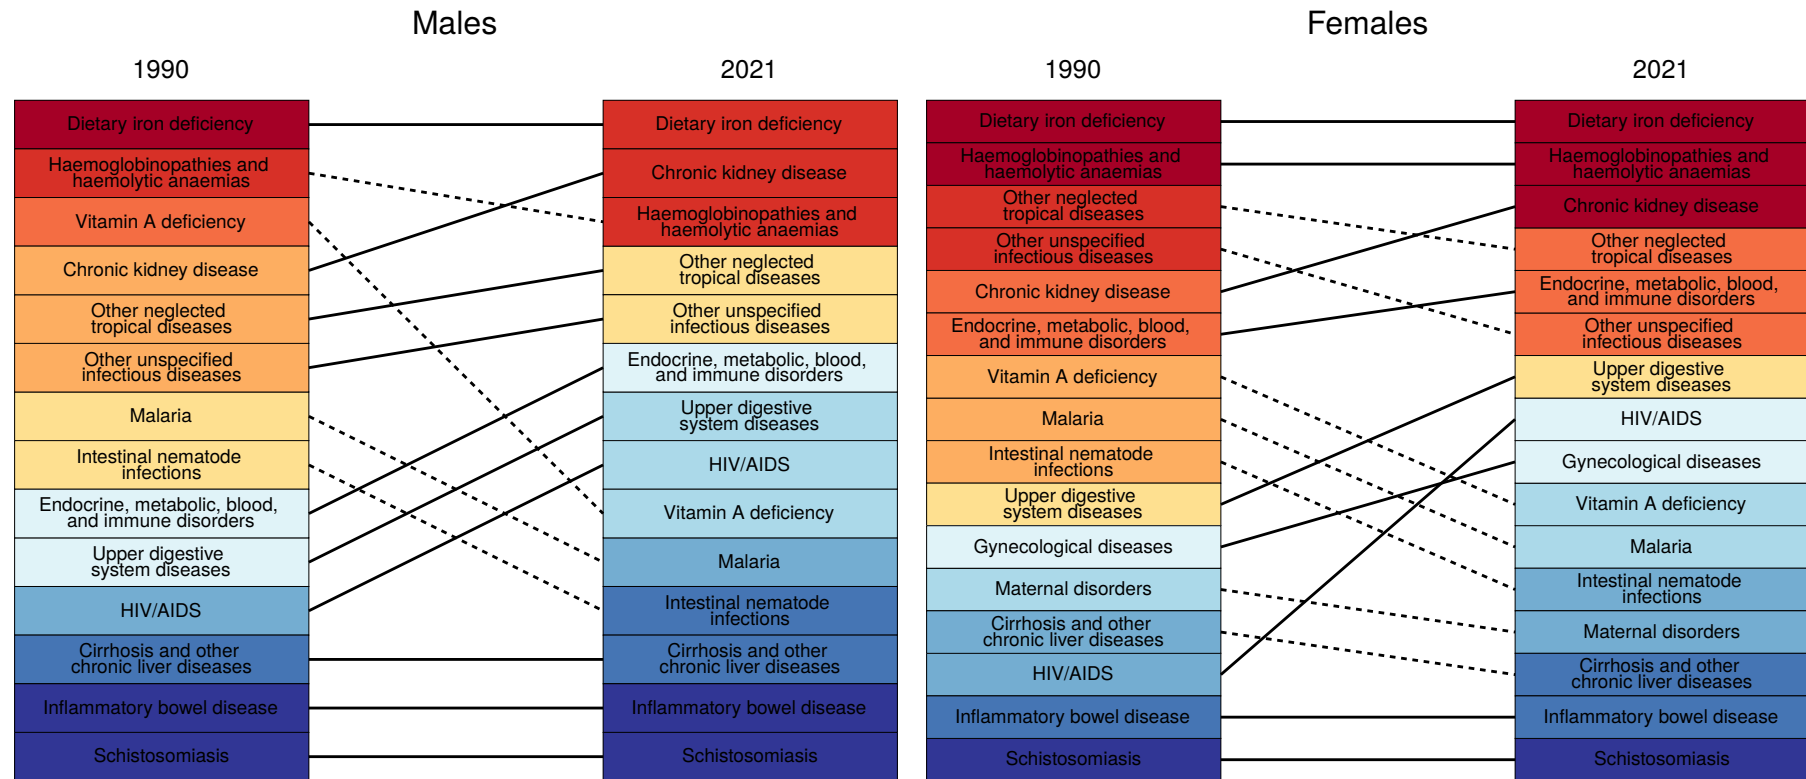 Males
1990
2021
Dietary iron deficiency
Haemoglobinopathies and
haemolytic anaemias
Vitamin A deficiency
Chronic kidney disease
Other neglected
tropical diseases
Other unspecified
infectious diseases
Malaria
Intestinal nematode
infections
Endocrine, metabolic, blood,
and immune disorders
Upper digestive
system diseases
HIV/AIDS
Cirrhosis and other
chronic liver diseases
Inflammatory bowel disease
Schistosomiasis
Dietary iron deficiency
Chronic kidney disease
Haemoglobinopathies and
haemolytic anaemias
Other neglected
tropical diseases
Other unspecified
infectious diseases
Endocrine, metabolic, blood,
and immune disorders
Upper digestive
system diseases
HIV/AIDS
Vitamin A deficiency
Malaria
Intestinal nematode
infections
Cirrhosis and other
chronic liver diseases
Inflammatory bowel disease
Schistosomiasis
Females
1990
2021
Dietary iron deficiency
Haemoglobinopathies and
haemolytic anaemias
Other neglected
tropical diseases
Other unspecified
infectious diseases
Chronic kidney disease
Endocrine, metabolic, blood,
and immune disorders
Vitamin A deficiency
Malaria
Intestinal nematode
infections
Upper digestive
system diseases
Gynecological diseases
Maternal disorders
Cirrhosis and other
chronic liver diseases
HIV/AIDS
Inflammatory bowel disease
Schistosomiasis
Dietary iron deficiency
Haemoglobinopathies and
haemolytic anaemias
Chronic kidney disease
Other neglected
tropical diseases
Endocrine, metabolic, blood,
and immune disorders
Other unspecified
infectious diseases
Upper digestive
system diseases
HIV/AIDS
Gynecological diseases
Vitamin A deficiency
Malaria
Intestinal nematode
infections
Maternal disorders
Cirrhosis and other
chronic liver diseases
Inflammatory bowel disease
Schistosomiasis